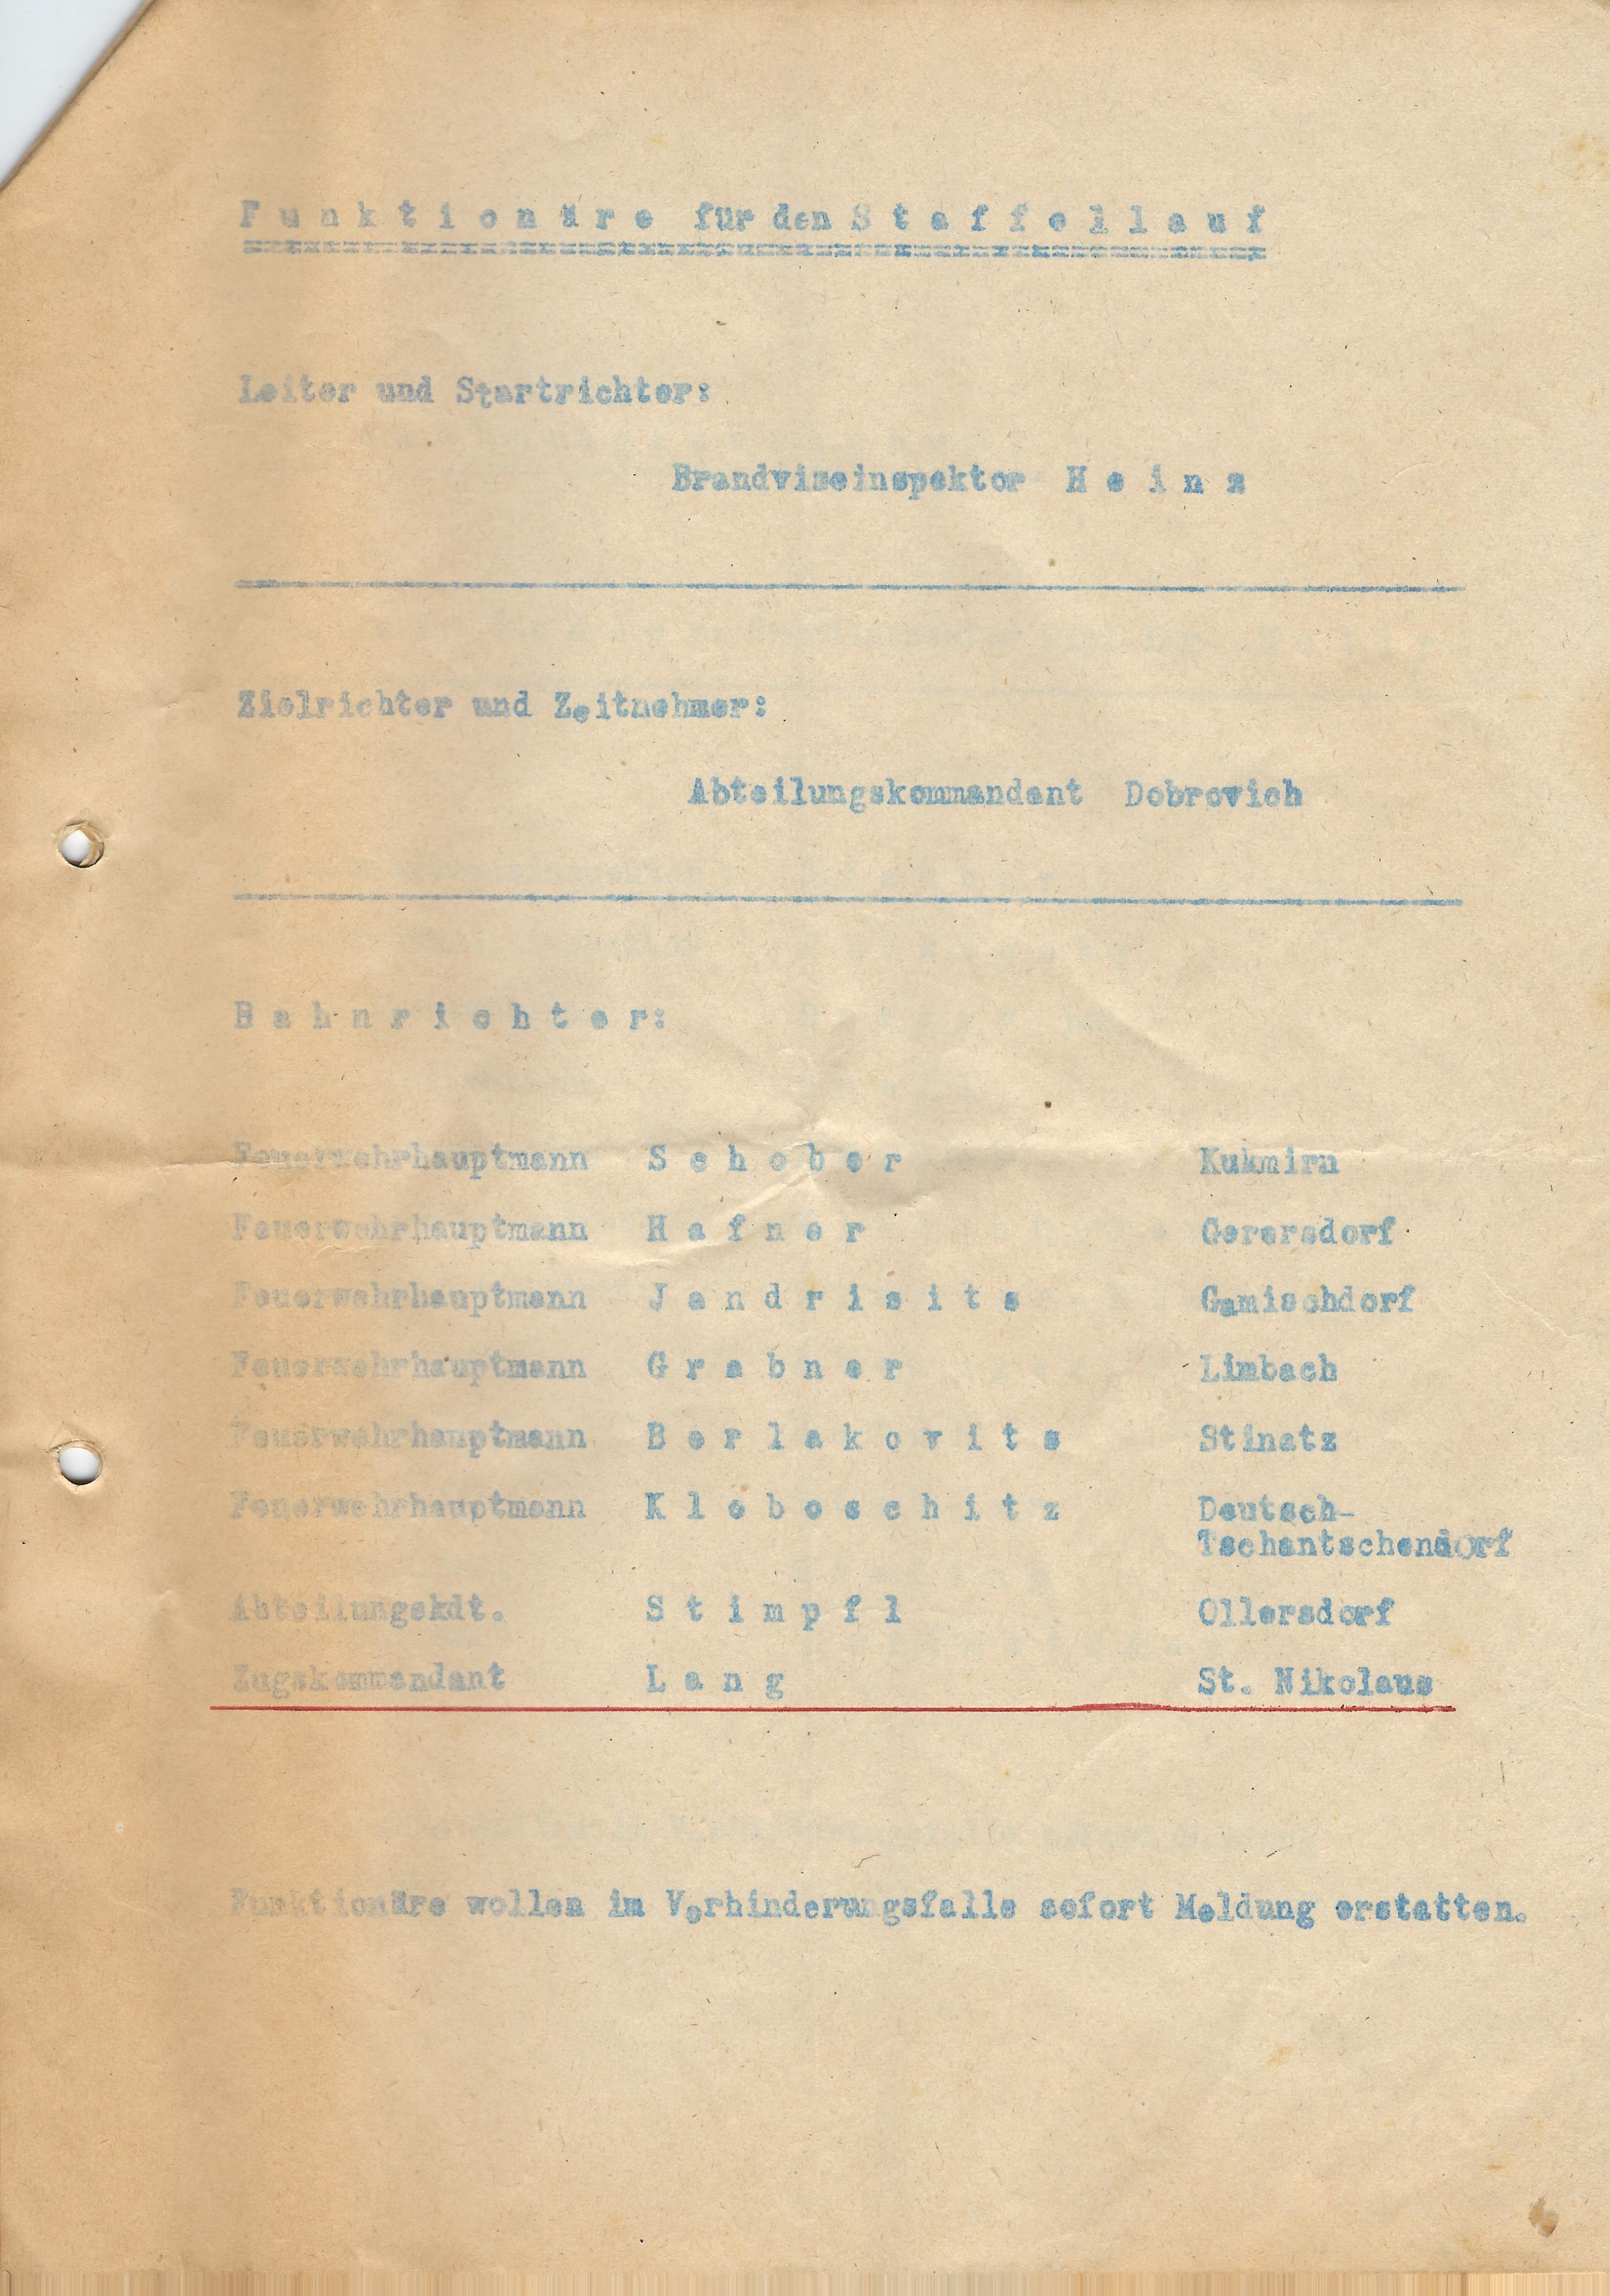 Funktionäre für den Staffellauf
Leiter und Startrichter:
Brandvizeinspektor Heinz
Zielrichter und Zeitnehmer:
Abteilungskommandant Dobrovich
Bahnrichter:
Feuerwehrhauptmann Schober Kukmirn
Feuerwehrhauptmann Hafner Gerersdorf
Feuerwehrhauptmann Jandrisits Gamischdorf
Feuerwehrhauptmann Grabner Limbach
Feuerwehrhauptmann Berlakovits Stinatz
Feuerwehrhauptmann Kleboschitz Deutsch-
Tschantschendorf
Abteilungskdt. Stimpfl Ollersdorf
Zugskommandant Lang St. Nikolaus
Funktionäre wollen im Verhinderungsfalle sofort Meldung erstatten.